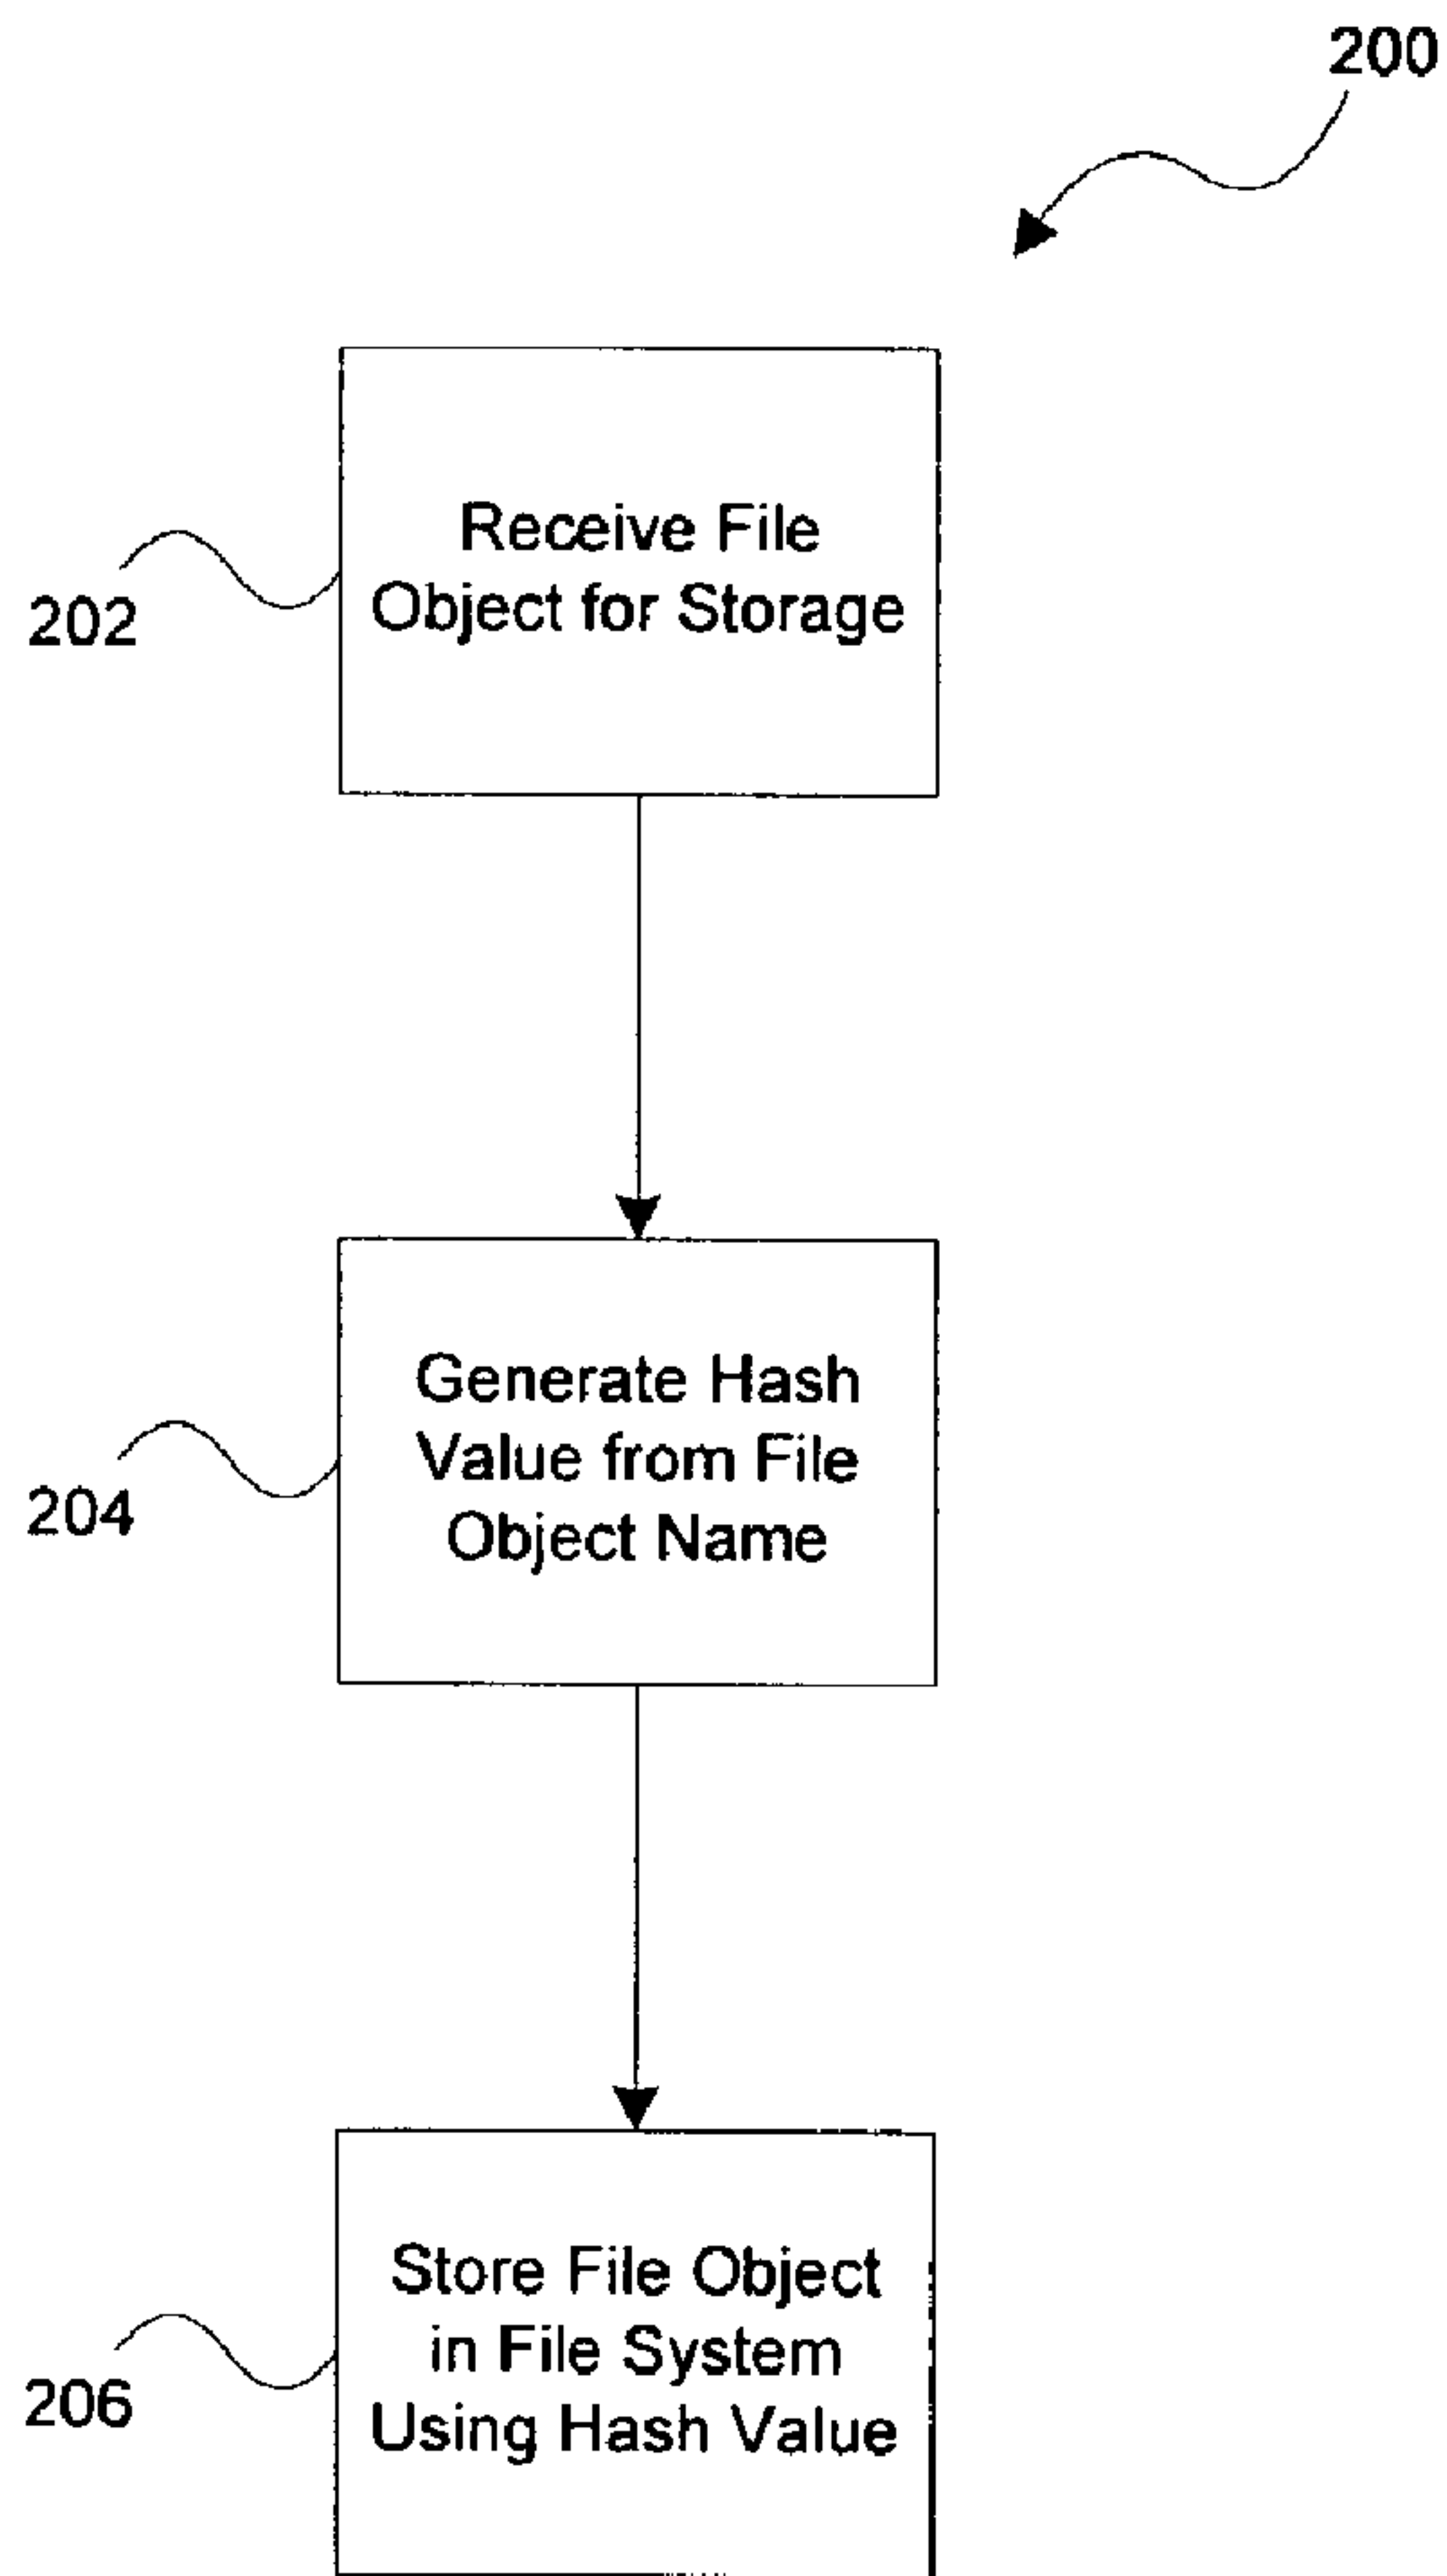 200
Receive File
Object for Storage
202
Generate Hash
Value from File
Object Name
204
Store File Object
in File System
Using Hash Value
206